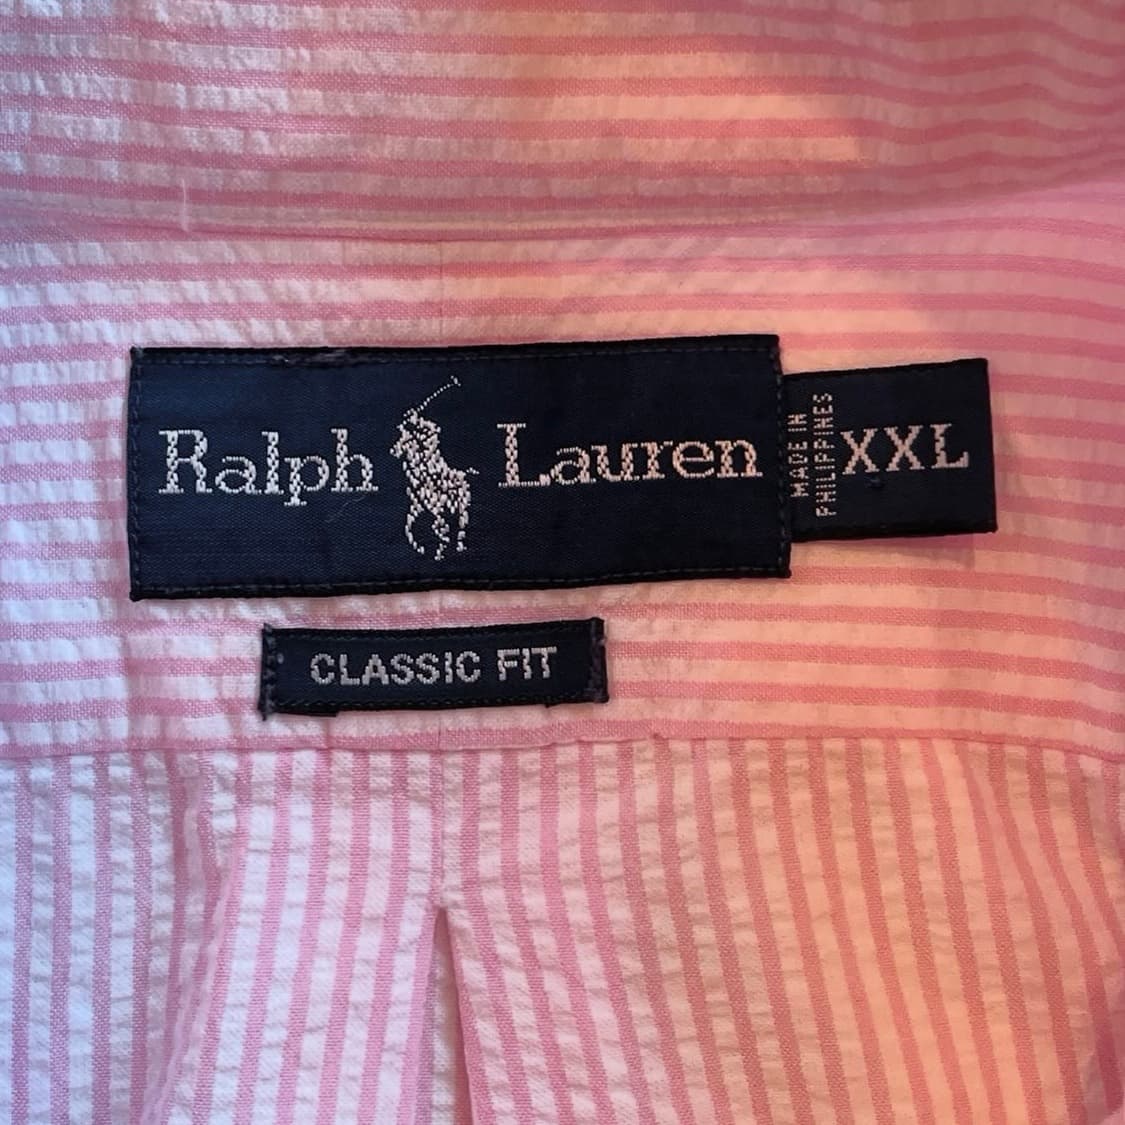 Ralph Lauren
MADE IN
PHILIPPINES
XXL
CLASSIC FIT